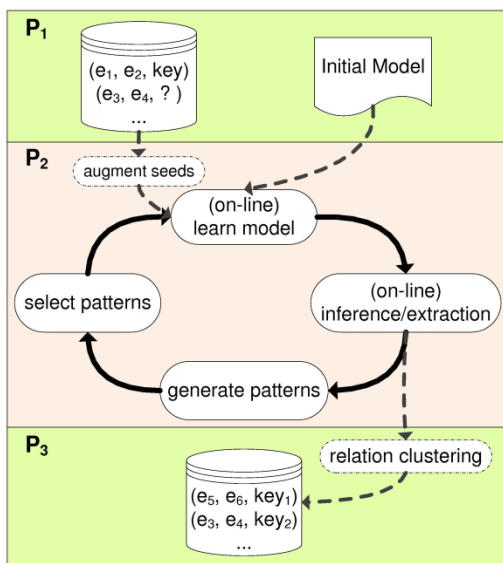 P₁
(e₁, e₂, key)
(e₃, e₄, ? )
...
Initial Model
P₂
augment seeds
(on-line)
learn model
select patterns
(on-line)
inference/extraction
generate patterns
P₃
relation clustering
(e₅, e₆, key₁)
(e₃, e₄, key₂)
...